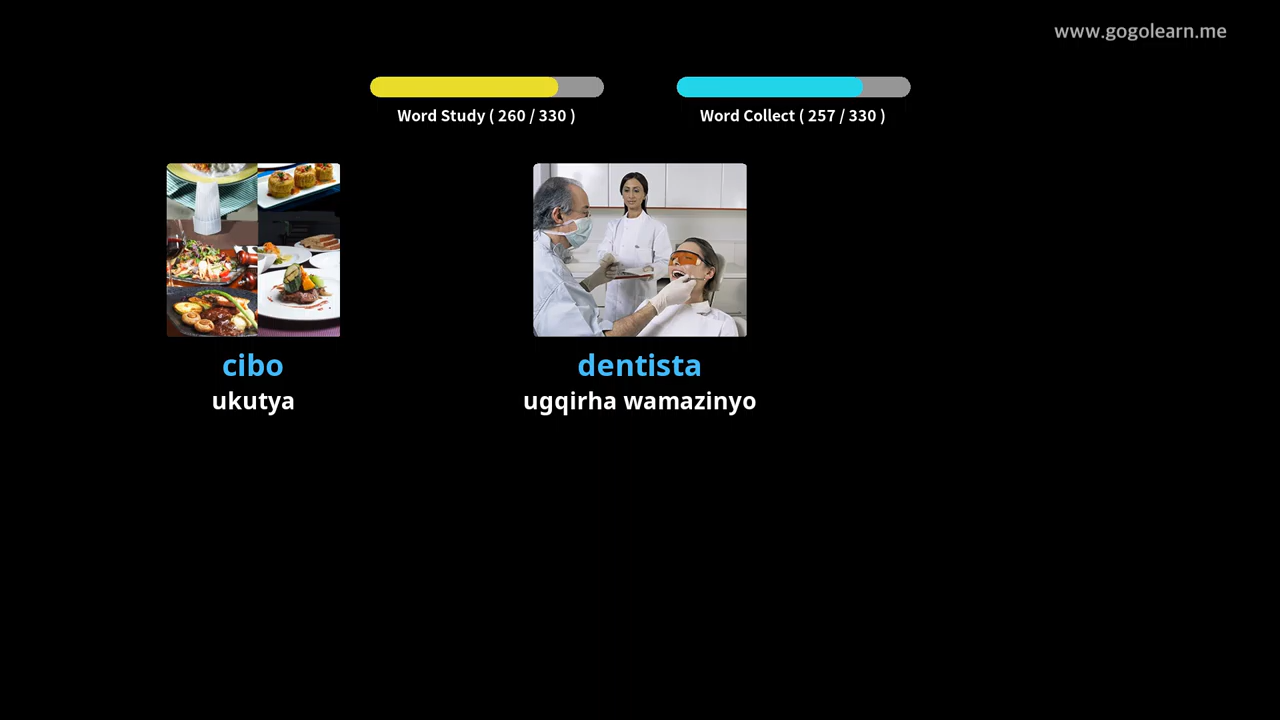 www.gogolearn.me
Word Study ( 260 / 330 )
Word Collect ( 257 / 330 )
cibo
ukutya
dentista
ugqirha wamazinyo